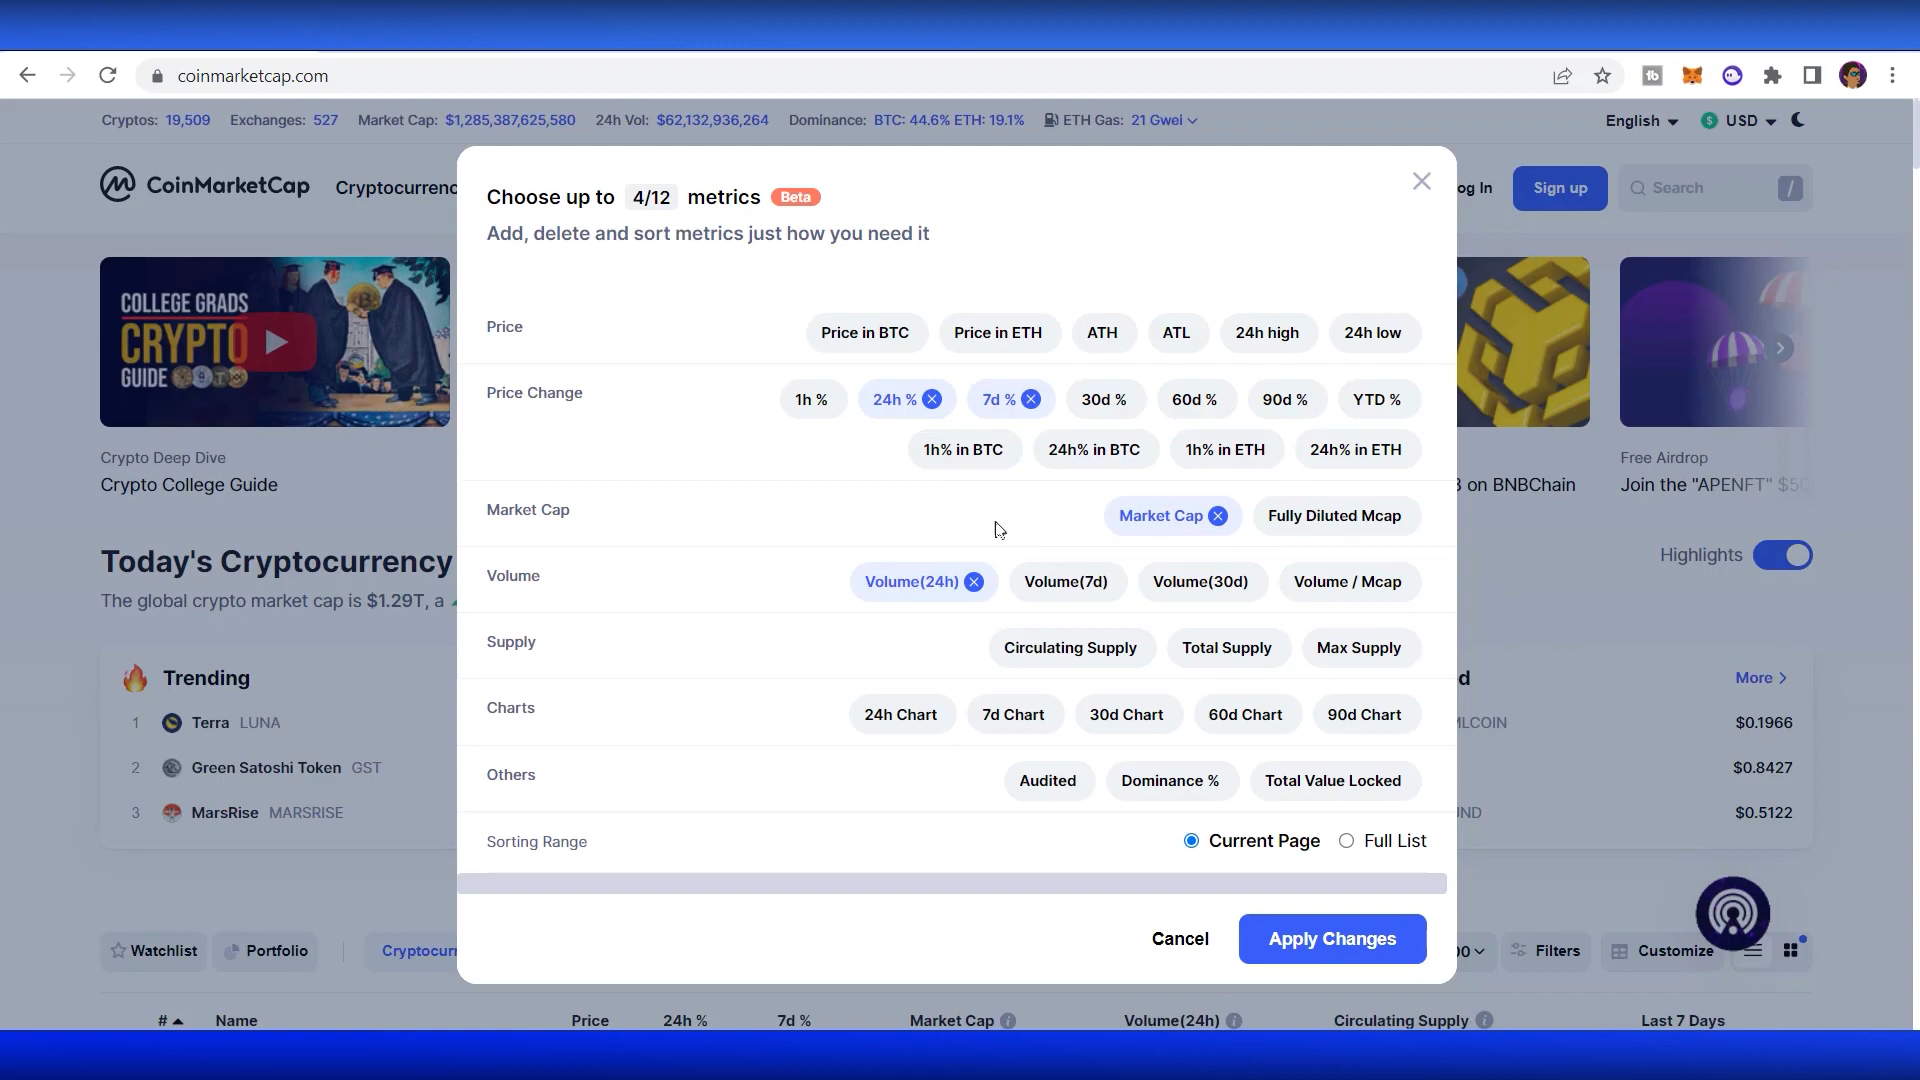 coinmarketcap.com
Cryptos: 19,509 Exchanges: 527 Market Cap: $1,285,387,625,580 24h Vol: $62,132,936,264 Dominance: BTC: 44.6% ETH: 19.1% ETH Gas: 21 Gwei English USD
CoinMarketCap Cryptocurrenc og In Sign up Search /
Choose up to 4/12 metrics Beta
Add, delete and sort metrics just how you need it
COLLEGE GRADS
CRYPTO
GUIDE
Crypto Deep Dive
Crypto College Guide
3 on BNBChain
Free Airdrop
Join the "APENFT" $50
Price Price in BTC Price in ETH ATH ATL 24h high 24h low
Price Change 1h % 24h % 7d % 30d % 60d % 90d % YTD %
1h% in BTC 24h% in BTC 1h% in ETH 24h% in ETH
Market Cap Market Cap Fully Diluted Mcap
Volume Volume(24h) Volume(7d) Volume(30d) Volume / Mcap
Supply Circulating Supply Total Supply Max Supply
Charts 24h Chart 7d Chart 30d Chart 60d Chart 90d Chart
Others Audited Dominance % Total Value Locked
Sorting Range Current Page Full List
Cancel Apply Changes
Today's Cryptocurrency
The global crypto market cap is $1.29T, a
Highlights
Trending
1 Terra LUNA
2 Green Satoshi Token GST
3 MarsRise MARSRISE
d More
MLCOIN $0.1966
$0.8427
UND $0.5122
Watchlist Portfolio Cryptocurr 00 Filters Customize
# Name Price 24h % 7d % Market Cap Volume(24h) Circulating Supply Last 7 Days